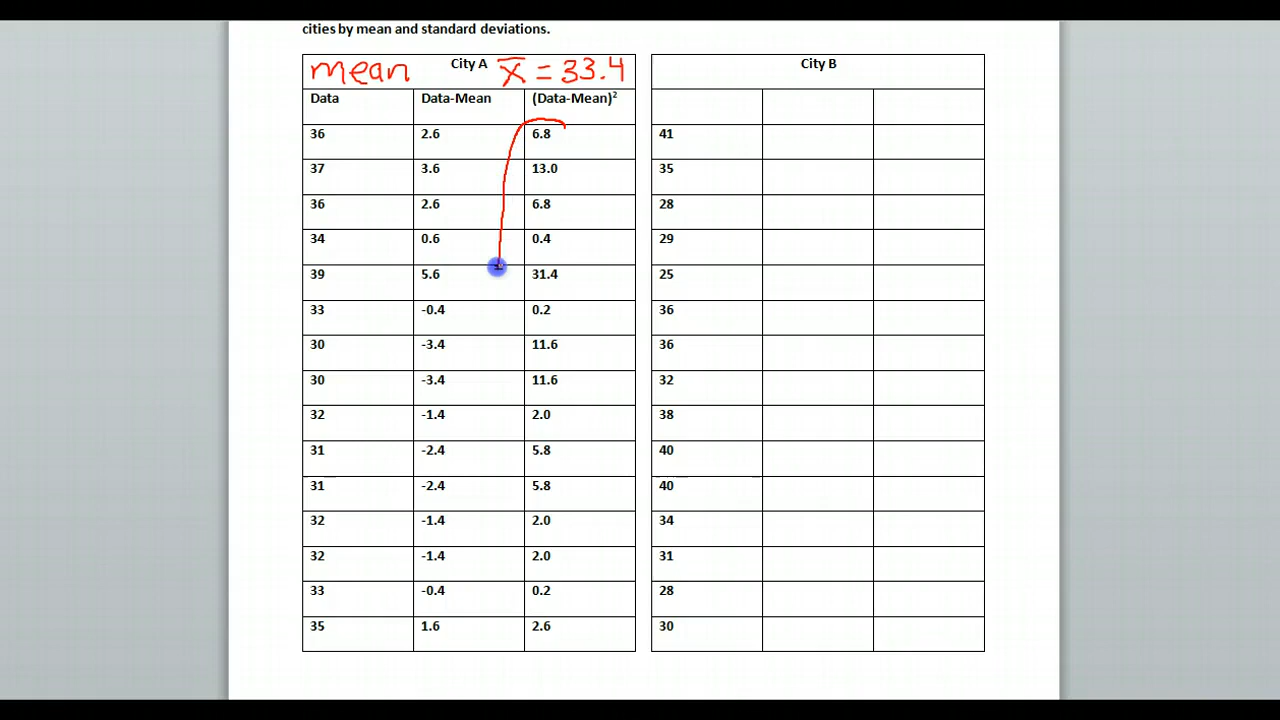 cities by mean and standard deviations.
mean City A x̅ = 33.4 City B
Data Data-Mean (Data-Mean)²
36 2.6 6.8 41
37 3.6 13.0 35
36 2.6 6.8 28
34 0.6 0.4 29
39 5.6 31.4 25
33 -0.4 0.2 36
30 -3.4 11.6 36
30 -3.4 11.6 32
32 -1.4 2.0 38
31 -2.4 5.8 40
31 -2.4 5.8 40
32 -1.4 2.0 34
32 -1.4 2.0 31
33 -0.4 0.2 28
35 1.6 2.6 30